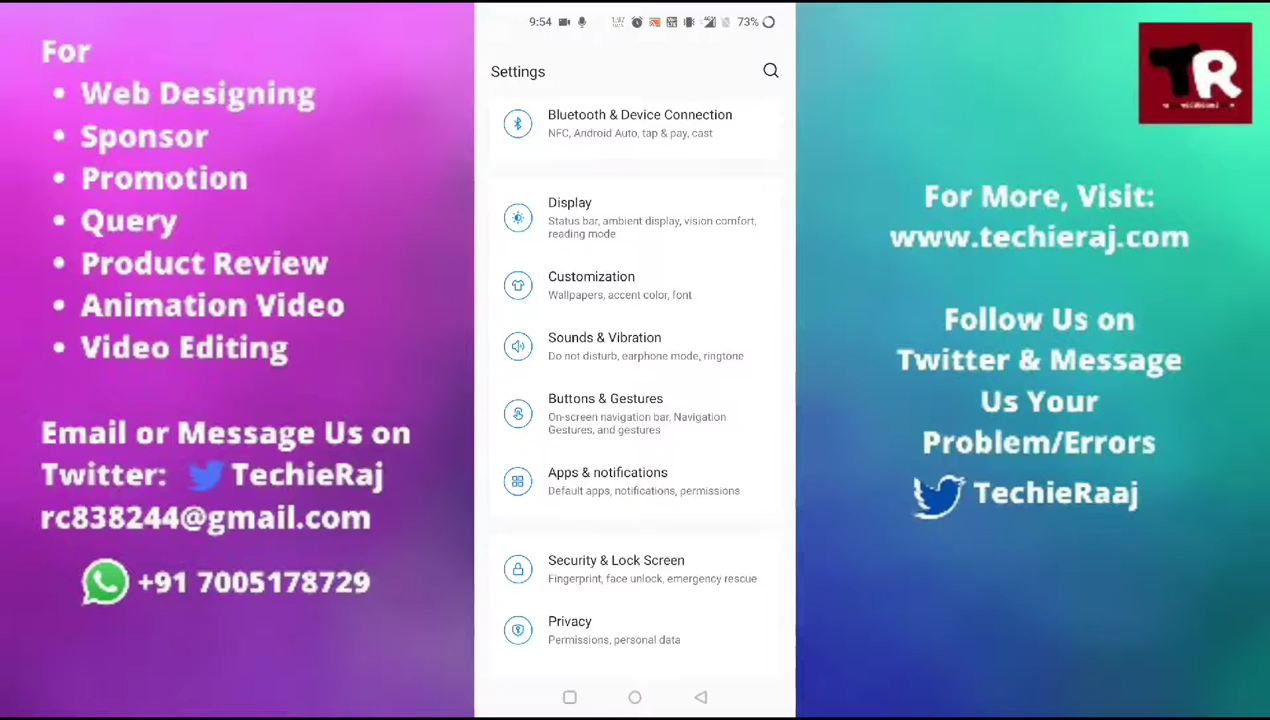 For
• Web Designing
• Sponsor
• Promotion
• Query
• Product Review
• Animation Video
• Video Editing
Email or Message Us on
Twitter: TechieRaj
rc838244@gmail.com
+91 7005178729
9:54
73%
Settings
Bluetooth & Device Connection
NFC, Android Auto, tap & pay, cast
Display
Status bar, ambient display, vision comfort,
reading mode
Customization
Wallpapers, accent color, font
Sounds & Vibration
Do not disturb, earphone mode, ringtone
Buttons & Gestures
On-screen navigation bar, Navigation
Gestures, and gestures
Apps & notifications
Default apps, notifications, permissions
Security & Lock Screen
Fingerprint, face unlock, emergency rescue
Privacy
Permissions, personal data
TR
For More, Visit:
www.techieraj.com
Follow Us on
Twitter & Message
Us Your
Problem/Errors
TechieRaaj